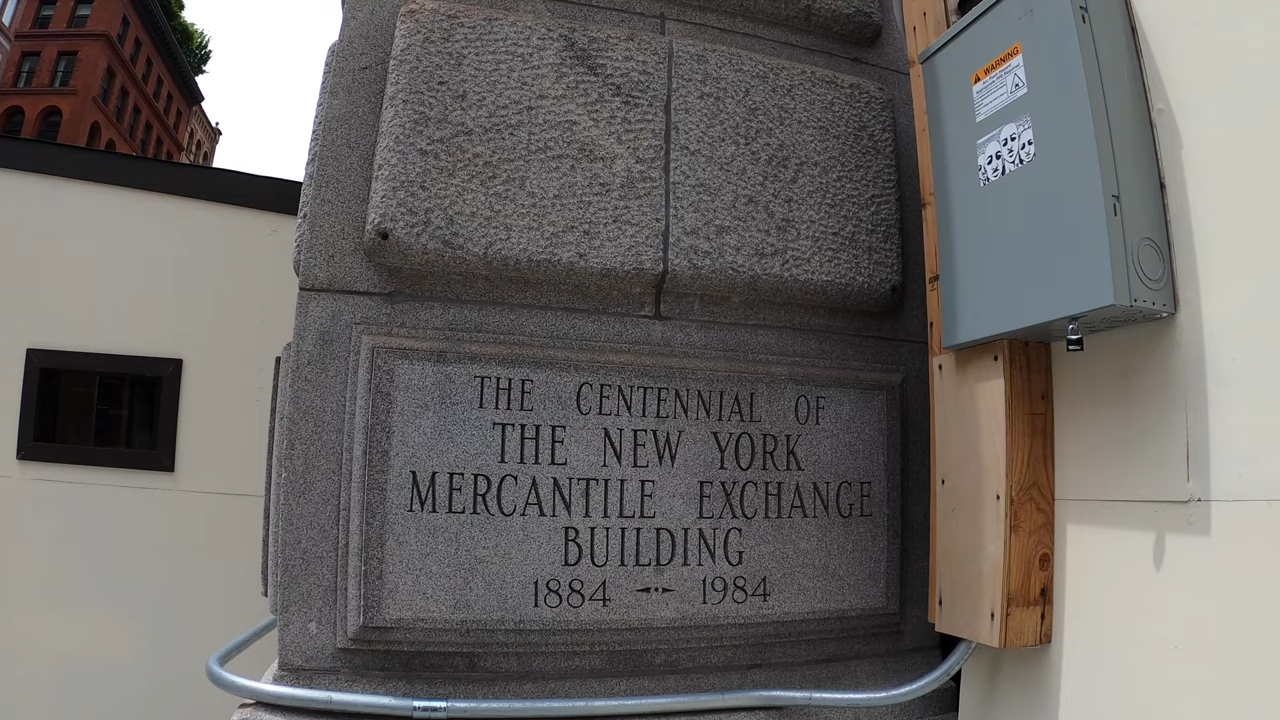 WARNING
THE CENTENNIAL OF
THE NEW YORK
MERCANTILE EXCHANGE
BUILDING
1884 1984